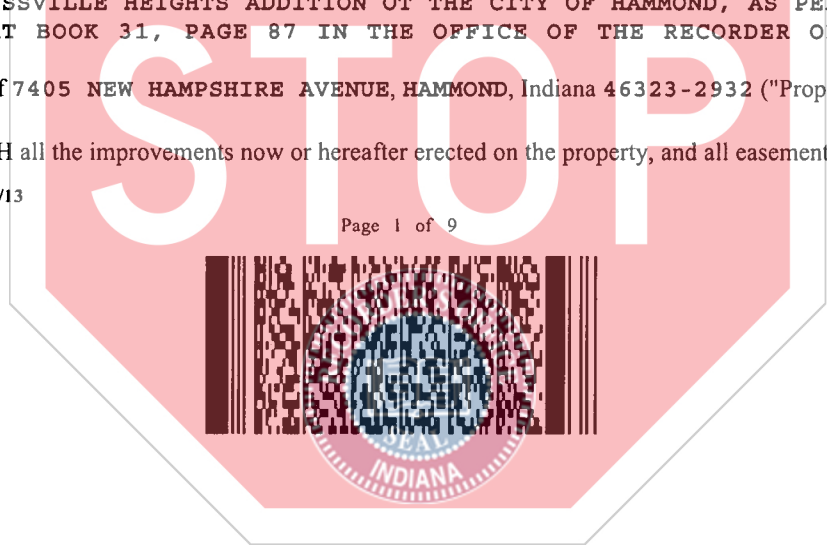 SSVILLE HEIGHTS ADDITION OT THE CITY OF HAMMOND, AS PE
T BOOK 31, PAGE 87 IN THE OFFICE OF THE RECORDER O
f 7405 NEW HAMPSHIRE AVENUE, HAMMOND, Indiana 46323-2932 ("Prop
H all the improvements now or hereafter erected on the property, and all easement
/13
Page 1 of 9
STOP
RECORDER'S OFFICE
SEAL
INDIANA